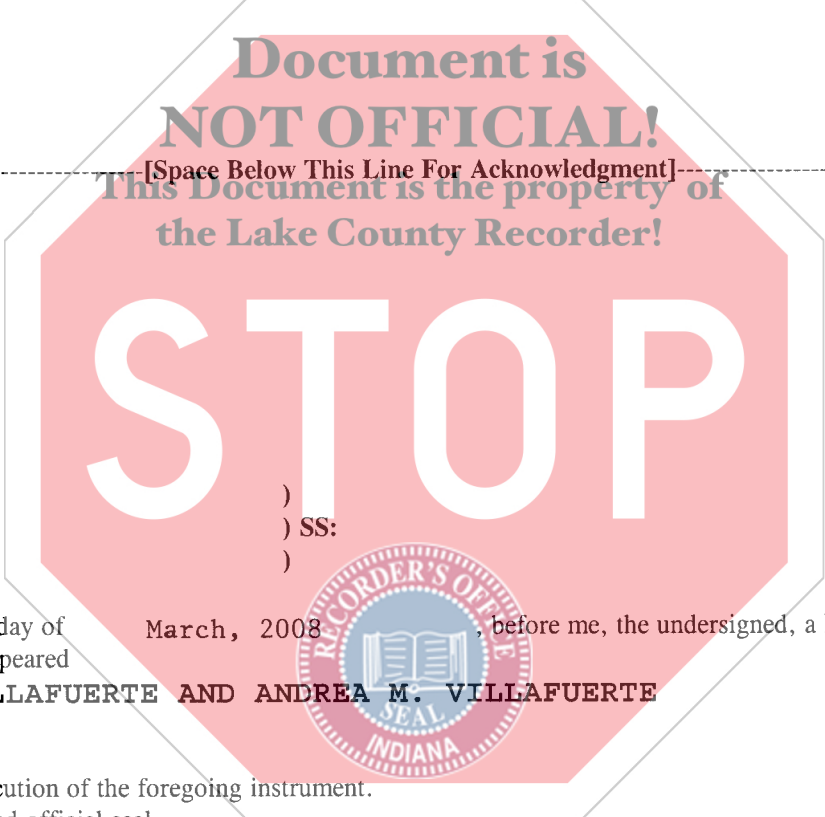 Document is
NOT OFFICIAL!
[Space Below This Line For Acknowledgment]
This Document is the property of
the Lake County Recorder!
STOP
)
) SS:
)
RECORDER'S OFFICE
day of March, 2008 , before me, the undersigned, a
peared
LLAFUERTE AND ANDREA M. VILLAFUERTE
SEAL
INDIANA
cution of the foregoing instrument.